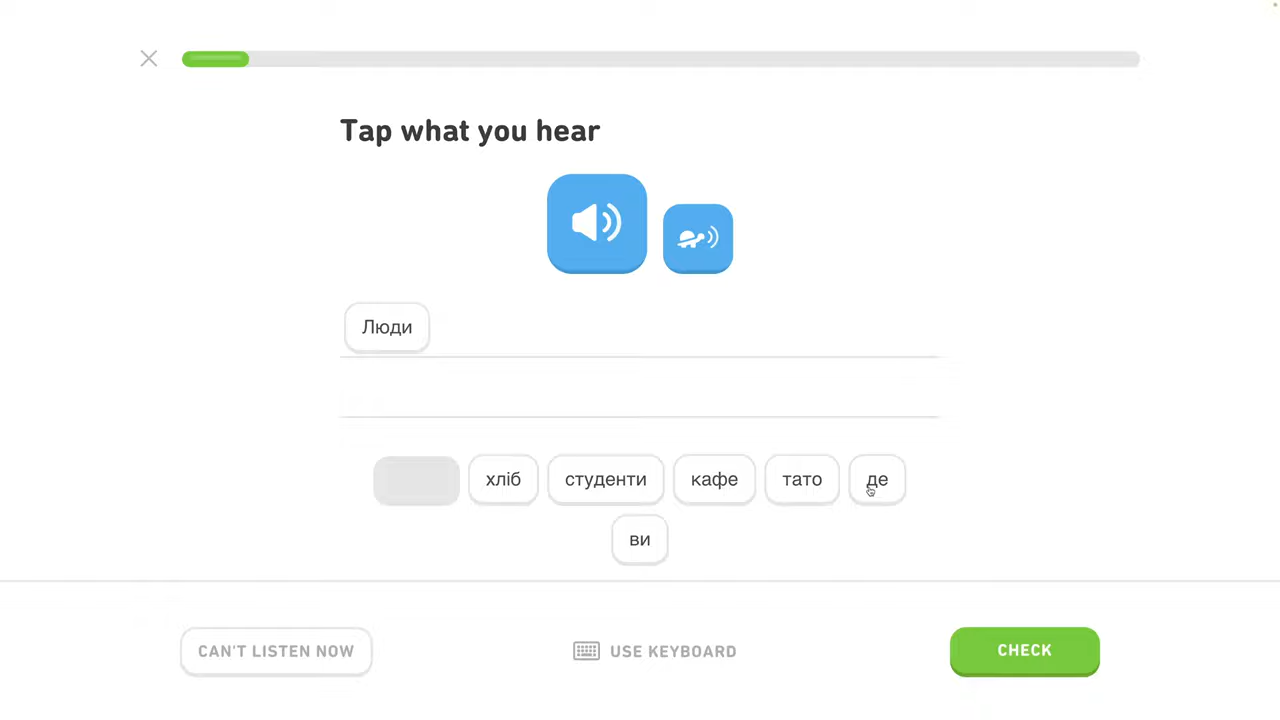 Tap what you hear
Люди
хліб студенти кафе тато де
ви
CAN'T LISTEN NOW USE KEYBOARD CHECK